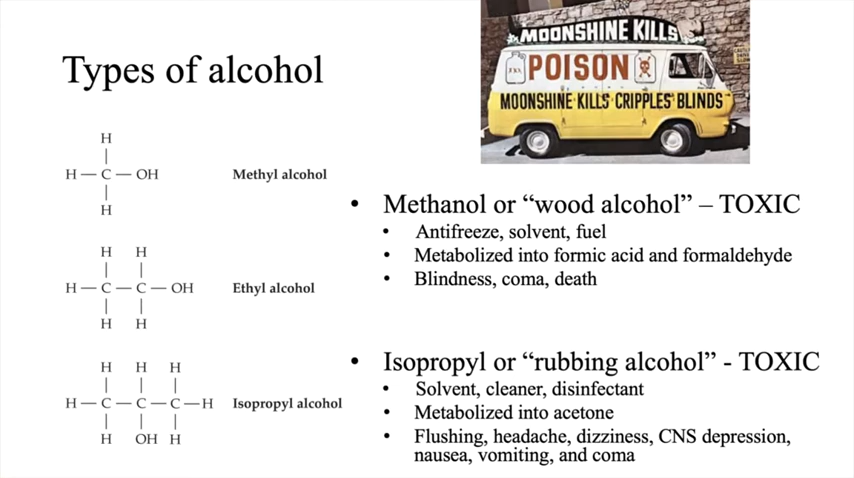 Types of alcohol
MOONSHINE KILLS
POISON
MOONSHINE KILLS CRIPPLES BLINDS
H
H — C — OH Methyl alcohol
H
H H
H — C — C — OH Ethyl alcohol
H H
H H H
H — C — C — C — H Isopropyl alcohol
H OH H
• Methanol or “wood alcohol” – TOXIC
• Antifreeze, solvent, fuel
• Metabolized into formic acid and formaldehyde
• Blindness, coma, death
• Isopropyl or “rubbing alcohol” - TOXIC
• Solvent, cleaner, disinfectant
• Metabolized into acetone
• Flushing, headache, dizziness, CNS depression,
nausea, vomiting, and coma